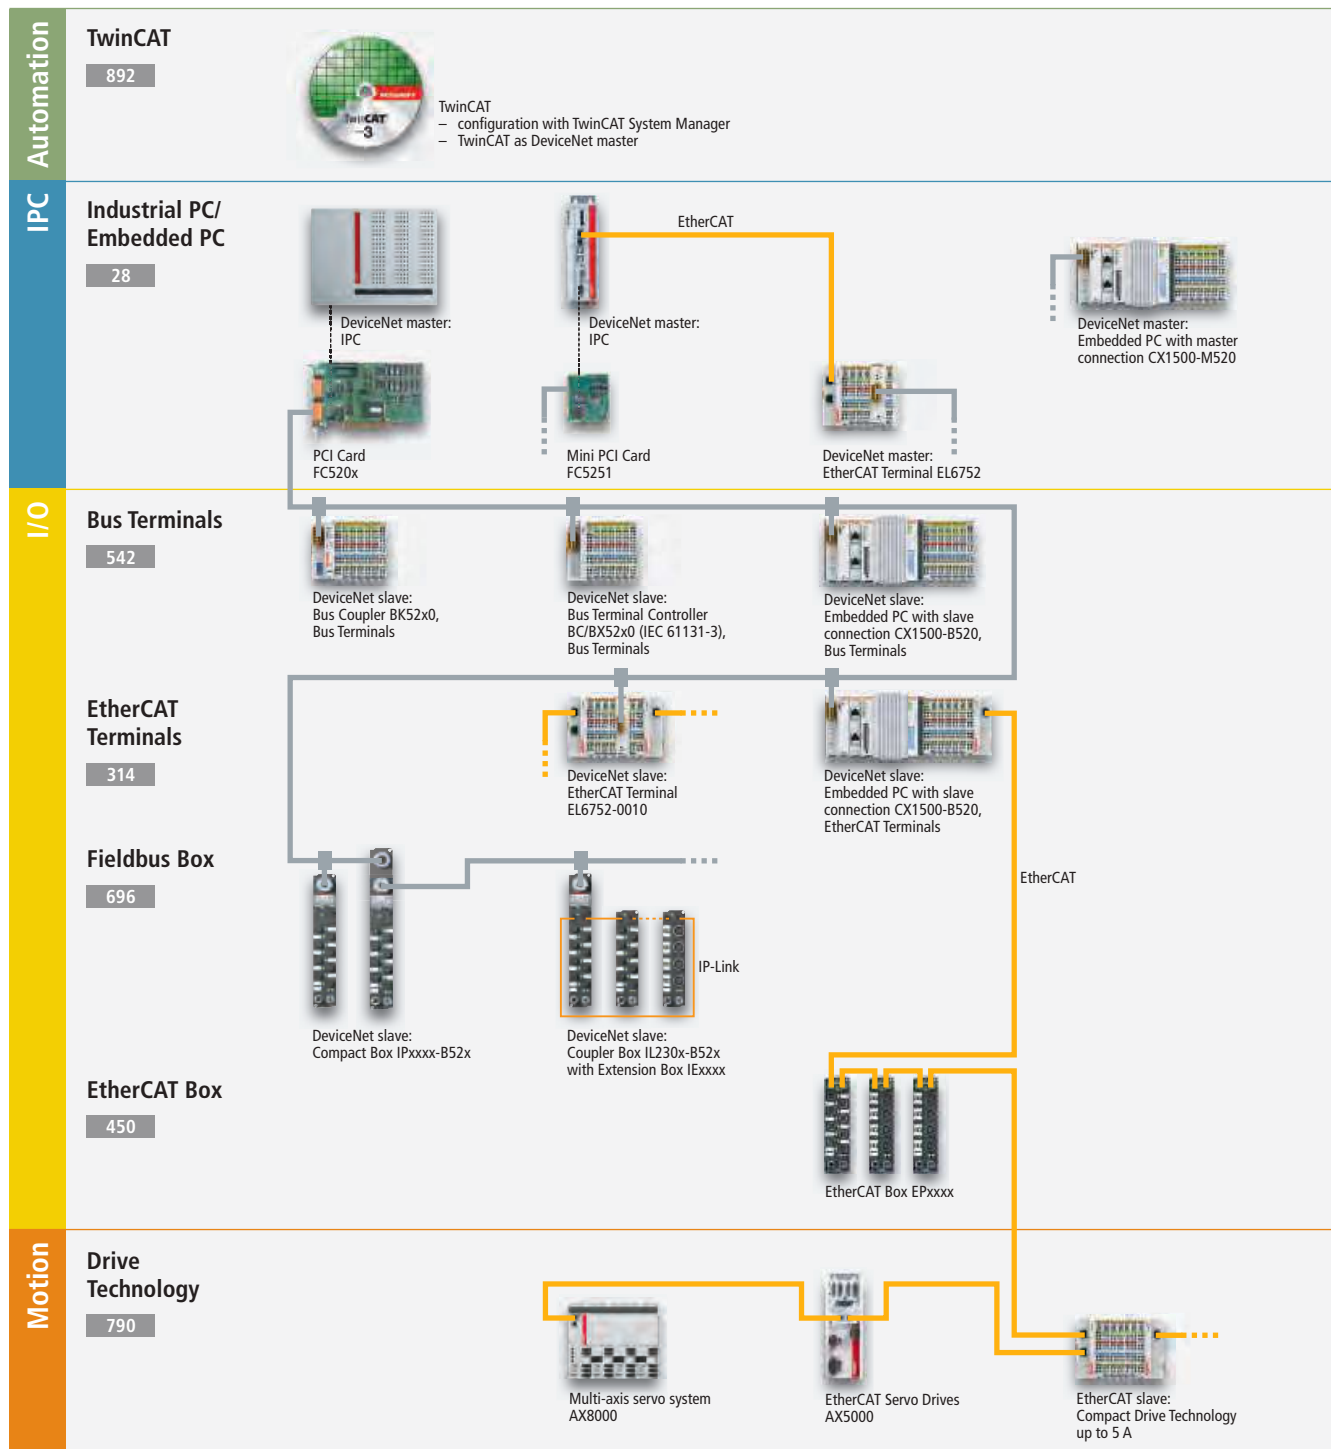 Automation
TwinCAT
892
TwinCAT
3
TwinCAT
– configuration with TwinCAT System Manager
– TwinCAT as DeviceNet master
IPC
Industrial PC/
Embedded PC
28
EtherCAT
DeviceNet master:
IPC
DeviceNet master:
IPC
DeviceNet master:
Embedded PC with master
connection CX1500-M520
PCI Card
FC520x
Mini PCI Card
FC5251
DeviceNet master:
EtherCAT Terminal EL6752
I/O
Bus Terminals
542
DeviceNet slave:
Bus Coupler BK52x0,
Bus Terminals
DeviceNet slave:
Bus Terminal Controller
BC/BX52x0 (IEC 61131-3),
Bus Terminals
DeviceNet slave:
Embedded PC with slave
connection CX1500-B520,
Bus Terminals
EtherCAT
Terminals
314
DeviceNet slave:
EtherCAT Terminal
EL6752-0010
DeviceNet slave:
Embedded PC with slave
connection CX1500-B520,
EtherCAT Terminals
Fieldbus Box
696
EtherCAT
IP-Link
DeviceNet slave:
Compact Box IPxxxx-B52x
DeviceNet slave:
Coupler Box IL230x-B52x
with Extension Box IExxxx
EtherCAT Box
450
EtherCAT Box EPxxxx
Motion
Drive
Technology
790
Multi-axis servo system
AX8000
EtherCAT Servo Drives
AX5000
EtherCAT slave:
Compact Drive Technology
up to 5 A